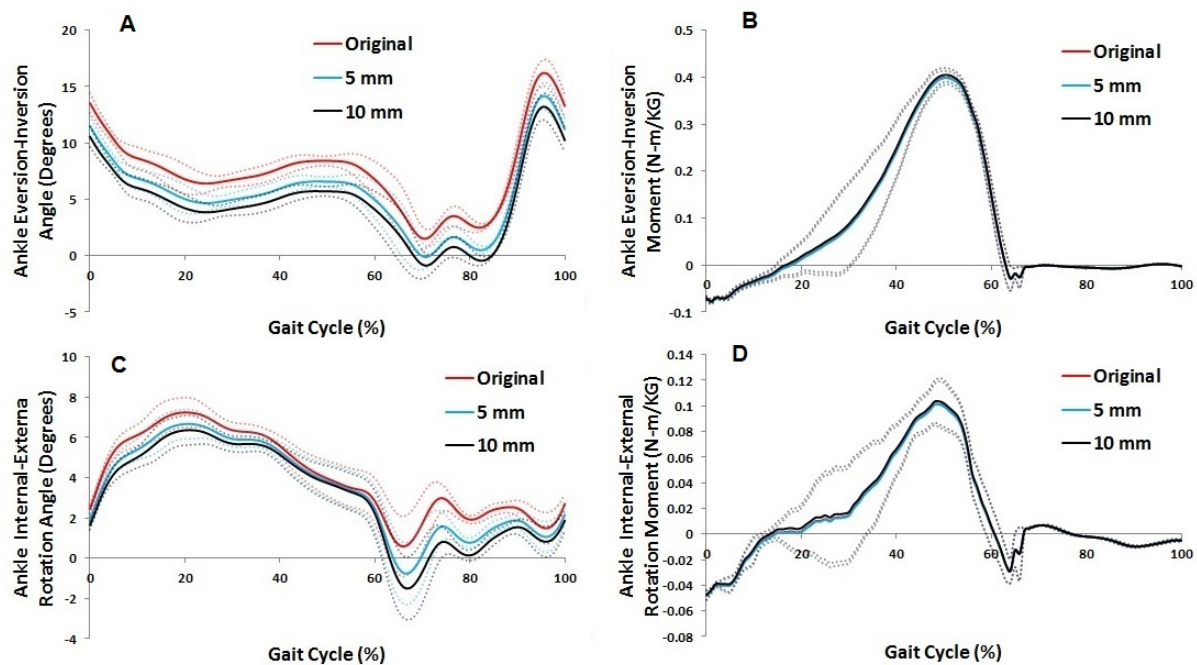 A
Original
5 mm
10 mm
Ankle Eversion-Inversion
Angle (Degrees)
20
15
10
5
0
-5
0
20
40
60
80
100
Gait Cycle (%)
B
Original
5 mm
10 mm
Ankle Eversion-Inversion
Moment (N-m/KG)
0.5
0.4
0.3
0.2
0.1
0
-0.1
0
20
40
60
80
100
Gait Cycle (%)
C
Original
5 mm
10 mm
Ankle Internal-Externa
Rotation Angle (Degrees)
10
8
6
4
2
0
-2
-4
0
20
40
60
80
100
Gait Cycle (%)
D
Original
5 mm
10 mm
Ankle Internal-External
Rotation Moment (N-m/KG)
0.14
0.12
0.1
0.08
0.06
0.04
0.02
0
-0.02
-0.04
-0.06
-0.08
0
20
40
60
80
100
Gait Cycle (%)